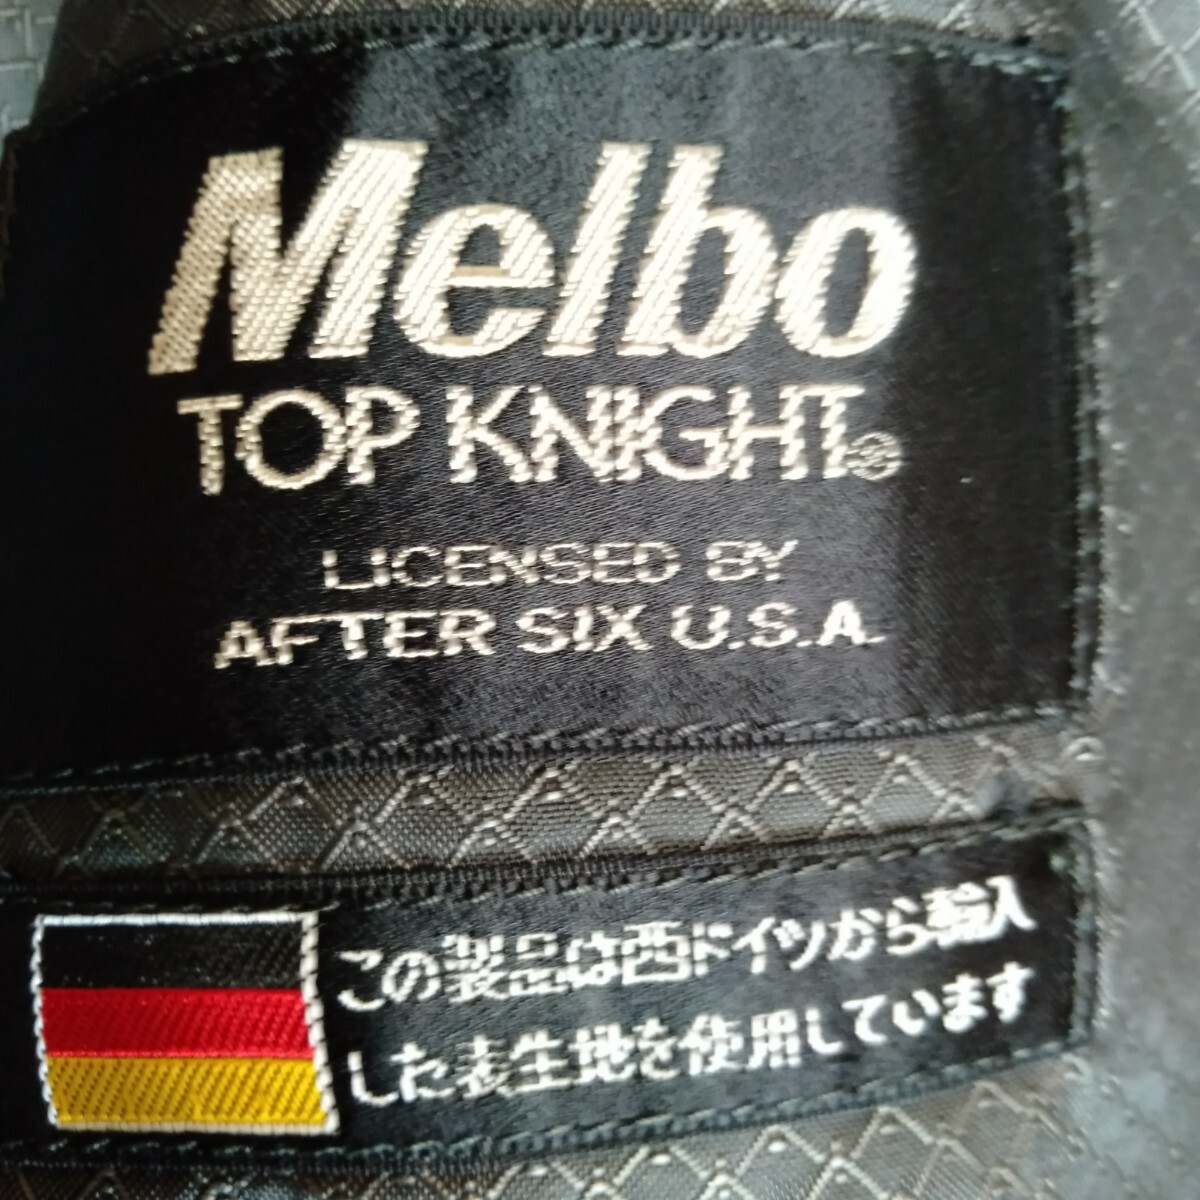 Melbo
TOP KNIGHT®
LICENSED BY
AFTER SIX U.S.A.
この製品は西ドイツから輸入
した表生地を使用しています